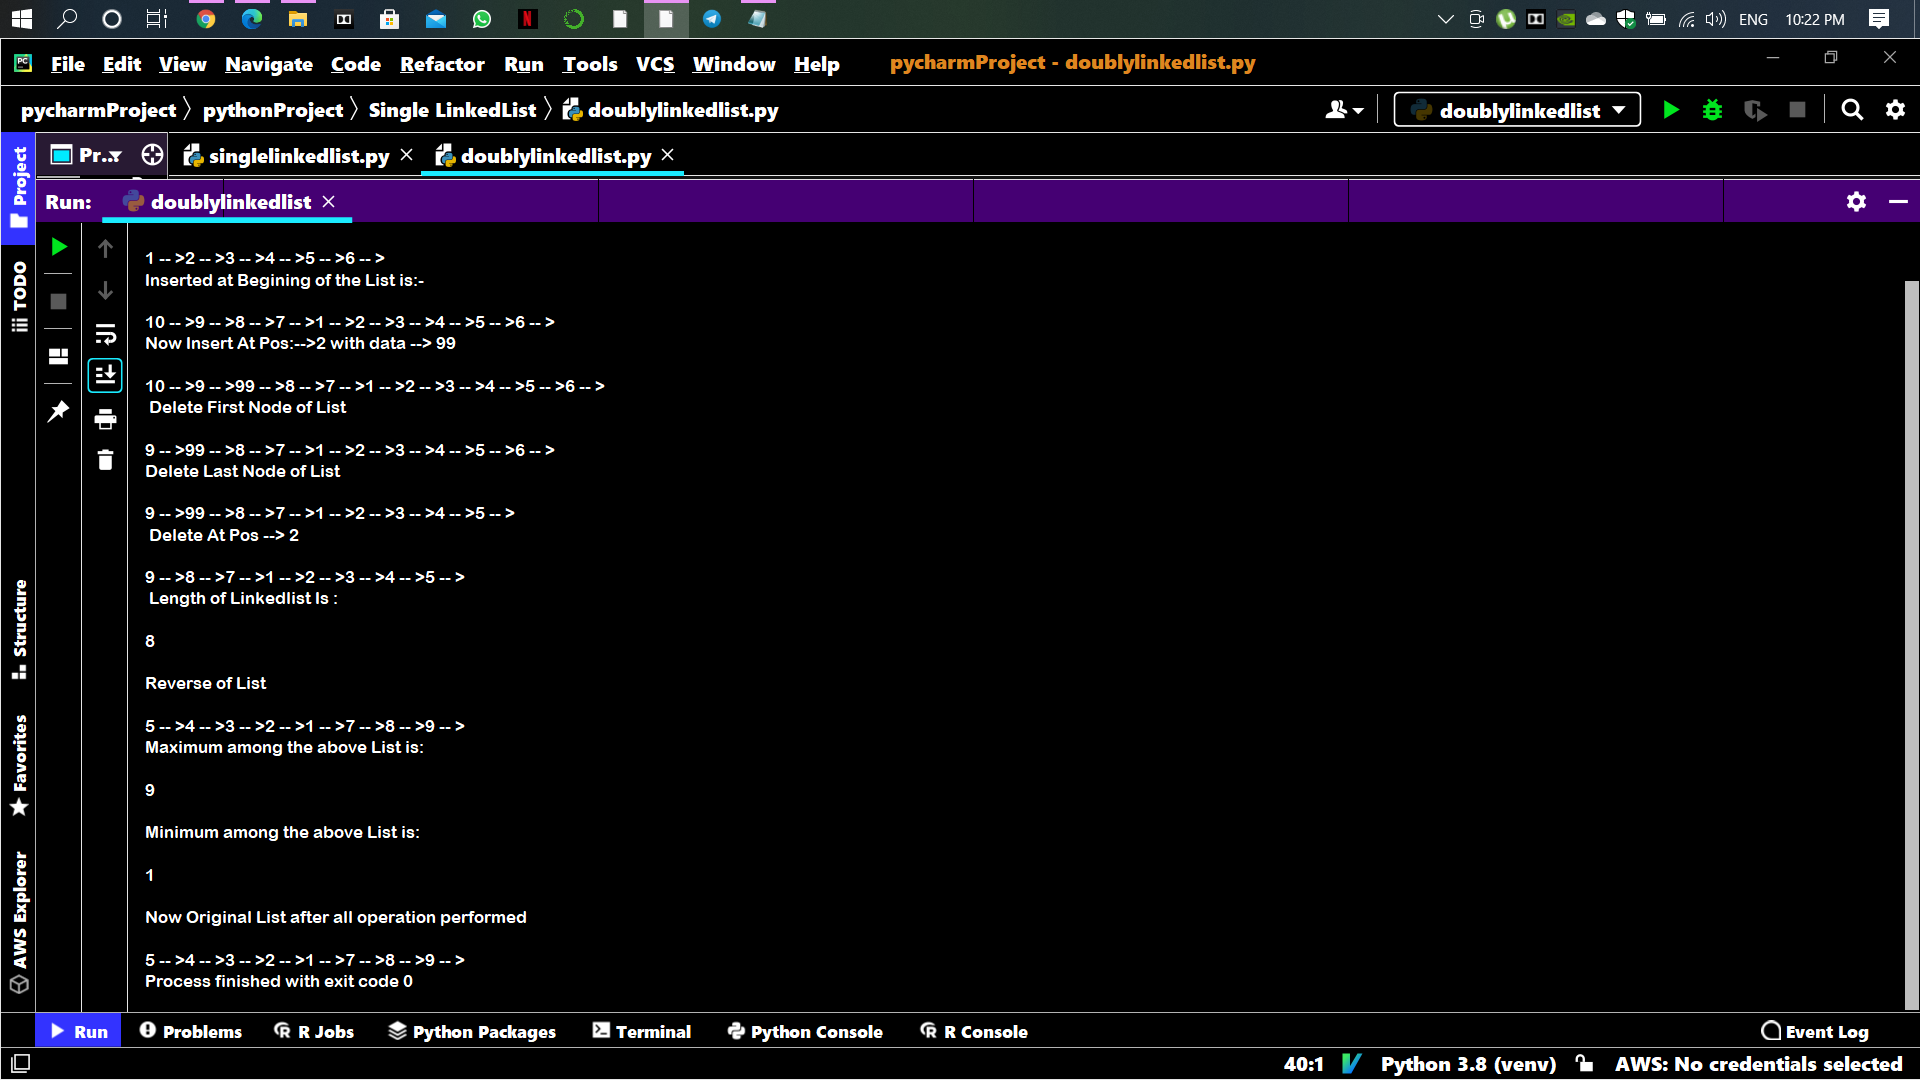 ENG 10:22 PM
File Edit View Navigate Code Refactor Run Tools VCS Window Help pycharmProject - doublylinkedlist.py
pycharmProject 〉 pythonProject 〉 Single LinkedList 〉 doublylinkedlist.py doublylinkedlist
Pr... singlelinkedlist.py × doublylinkedlist.py ×
Run: doublylinkedlist ×
Project
TODO
Structure
Favorites
AWS Explorer
1 -- >2 -- >3 -- >4 -- >5 -- >6 -- >
Inserted at Begining of the List is:-
10 -- >9 -- >8 -- >7 -- >1 -- >2 -- >3 -- >4 -- >5 -- >6 -- >
Now Insert At Pos:-->2 with data --> 99
10 -- >9 -- >99 -- >8 -- >7 -- >1 -- >2 -- >3 -- >4 -- >5 -- >6 -- >
Delete First Node of List
9 -- >99 -- >8 -- >7 -- >1 -- >2 -- >3 -- >4 -- >5 -- >6 -- >
Delete Last Node of List
9 -- >99 -- >8 -- >7 -- >1 -- >2 -- >3 -- >4 -- >5 -- >
Delete At Pos --> 2
9 -- >8 -- >7 -- >1 -- >2 -- >3 -- >4 -- >5 -- >
Length of Linkedlist Is :
8
Reverse of List
5 -- >4 -- >3 -- >2 -- >1 -- >7 -- >8 -- >9 -- >
Maximum among the above List is:
9
Minimum among the above List is:
1
Now Original List after all operation performed
5 -- >4 -- >3 -- >2 -- >1 -- >7 -- >8 -- >9 -- >
Process finished with exit code 0
Run Problems R Jobs Python Packages Terminal Python Console R Console Event Log
40:1 Python 3.8 (venv) AWS: No credentials selected